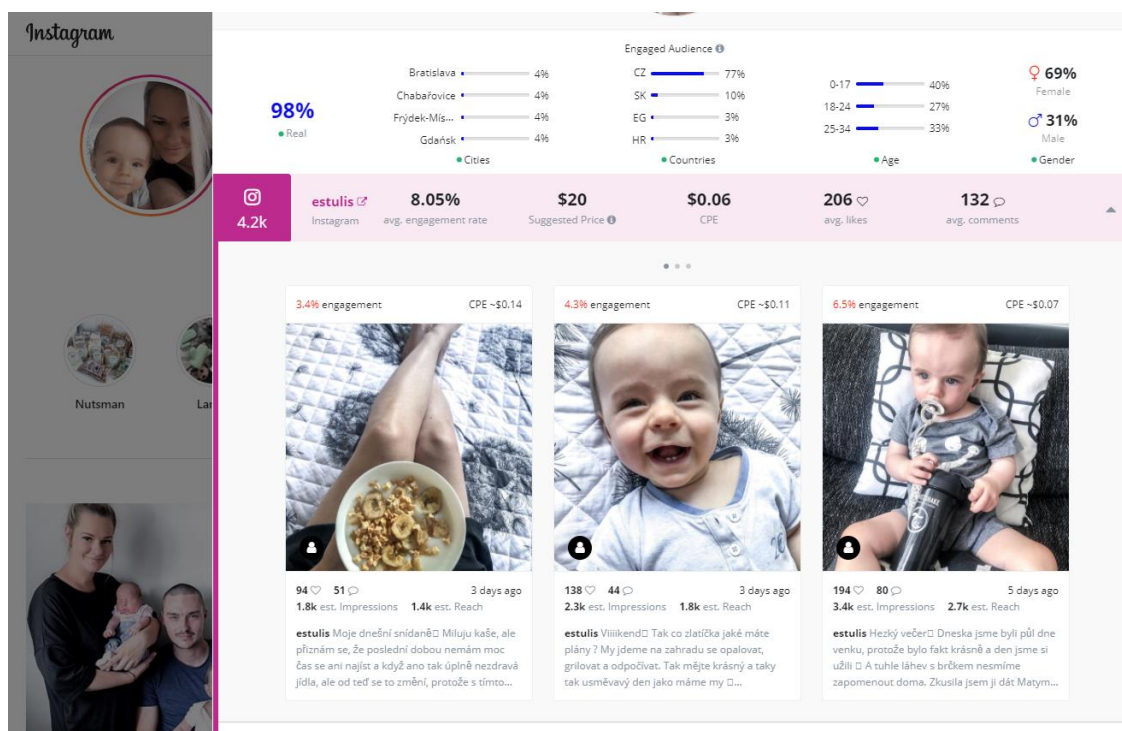 Instagram
Engaged Audience
98%
Real
Bratislava 4%
Chabařovice 4%
Frýdek-Mís... 4%
Gdańsk 4%
Cities
CZ 77%
SK 10%
EG 3%
HR 3%
Countries
0-17 40%
18-24 27%
25-34 33%
Age
69%
Female
31%
Male
Gender
4.2k
estulis
Instagram
8.05%
avg. engagement rate
$20
Suggested Price
$0.06
CPE
206
avg. likes
132
avg. comments
Nutsman
Lar
3.4% engagement CPE ~$0.14
94 51 3 days ago
1.8k est. Impressions 1.4k est. Reach
estulis Moje dnešní snídaně Miluju kaše, ale
přiznám se, že poslední dobou nemám moc
čas se ani najíst a když ano tak úplně nezdravá
jídla, ale od teď se to změní, protože s tímto...
4.3% engagement CPE ~$0.11
138 44 3 days ago
2.3k est. Impressions 1.8k est. Reach
estulis Viiiikend Tak co zlatíčka jaké máte
plány ? My jdeme na zahradu se opalovat,
grilovat a odpočívat. Tak mějte krásný a taky
tak usměvavý den jako máme my ...
6.5% engagement CPE ~$0.07
194 80 5 days ago
3.4k est. Impressions 2.7k est. Reach
estulis Hezký večer Dneska jsme byli půl dne
venku, protože bylo fakt krásně a den jsme si
užili A tuhle láhev s brčkem nesmíme
zapomenout doma. Zkusila jsem ji dát Matym...